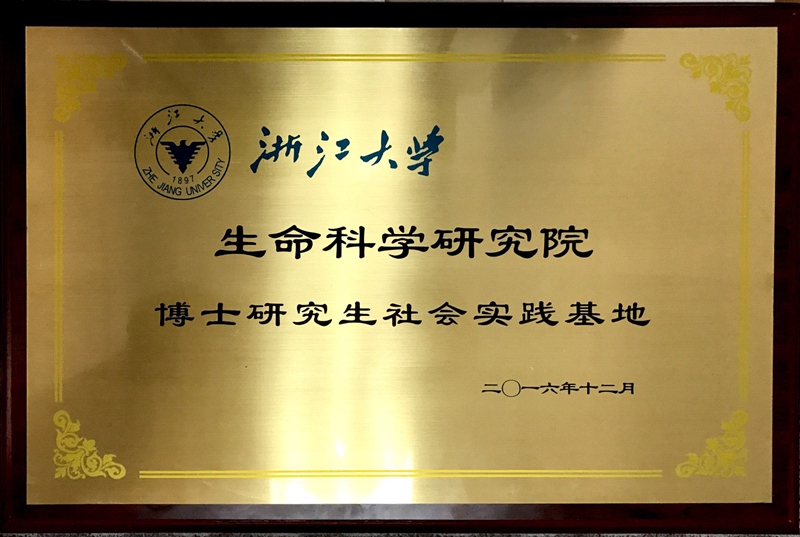 浙江大学
1897
ZHE JIANG UNIVERSITY
浙江大学
生命科学研究院
博士研究生社会实践基地
二〇一六年十二月